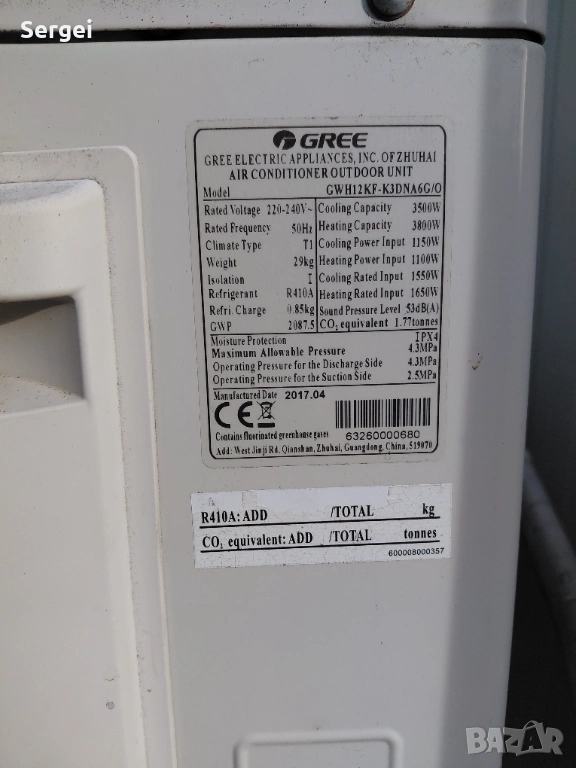 Sergei
GREE
GREE ELECTRIC APPLIANCES, INC. OF ZHUHAI
AIR CONDITIONER OUTDOOR UNIT
Model GWH12KF-K3DNA6G/O
Rated Voltage 220-240V~ Cooling Capacity 3500W
Rated Frequency 50Hz Heating Capacity 3800W
Climate Type T1 Cooling Power Input 1150W
Weight 29kg Heating Power Input 1100W
Isolation I Cooling Rated Input 1550W
Refrigerant R410A Heating Rated Input 1650W
Refri. Charge 0.85kg Sound Pressure Level 53dB(A)
GWP 2087.5 CO₂ equivalent 1.77tonnes
Moisture Protection IPX4
Maximum Allowable Pressure 4.3MPa
Operating Pressure for the Discharge Side 4.3MPa
Operating Pressure for the Suction Side 2.5MPa
Manufactured Date 2017.04
CE
Contains fluorinated greenhouse gases 63260000680
Add: West Jinji Rd, Qianshan, Zhuhai, Guangdong, China, 519070
R410A: ADD /TOTAL kg
CO₂ equivalent: ADD /TOTAL tonnes
600008000357
BAZAR